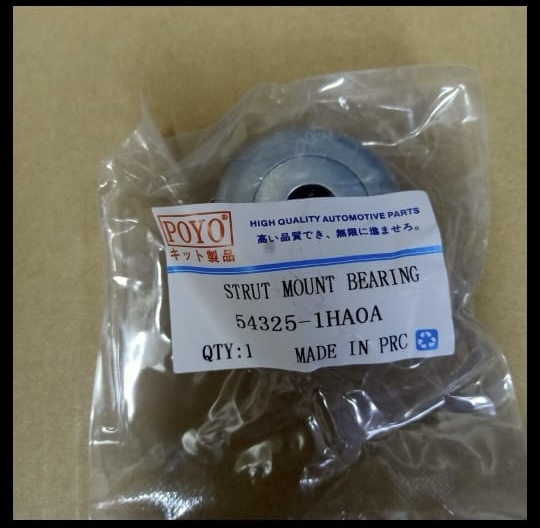 POYO®
キット製品
HIGH QUALITY AUTOMOTIVE PARTS
高い品質でき、無限に進ませろ。
STRUT MOUNT BEARING
54325-1HA0A
QTY:1 MADE IN PRC